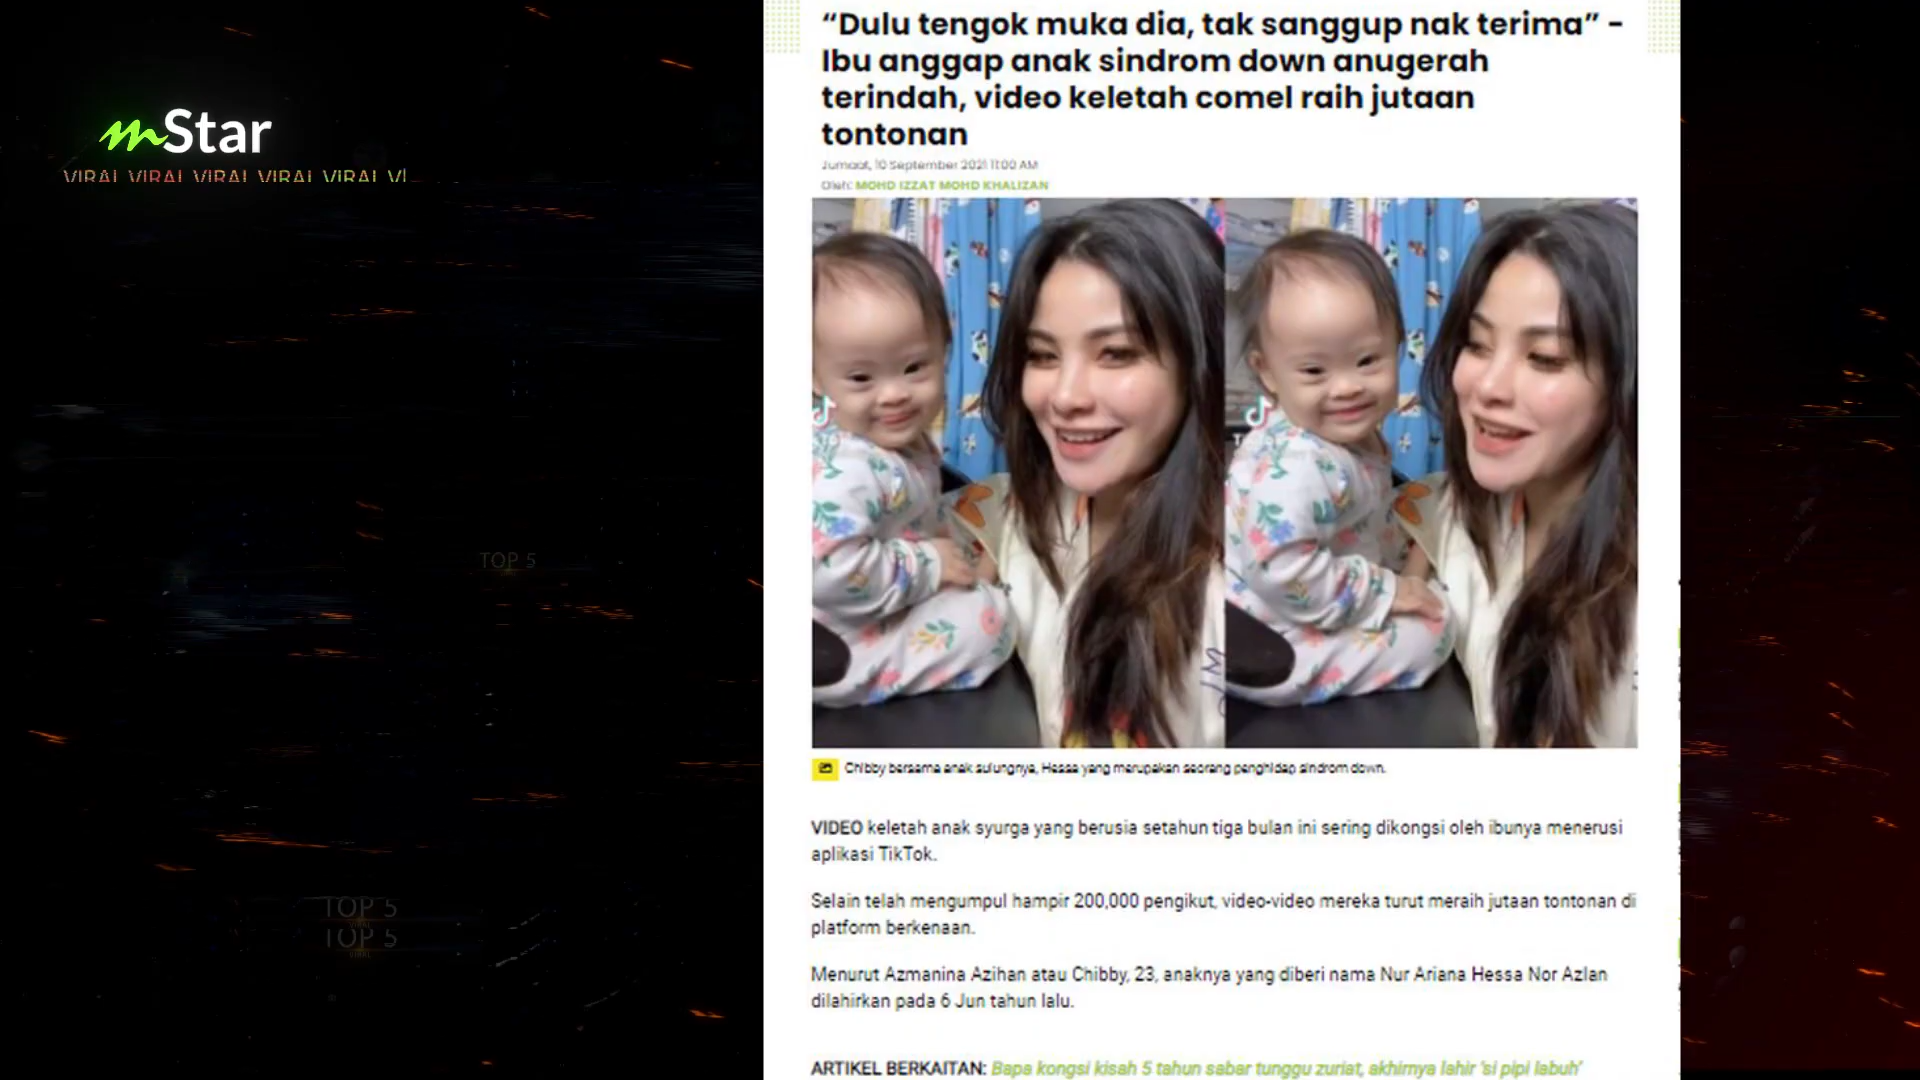 mStar
VIRAL VIRAL VIRAL VIRAL VIRAL VI
TOP 5
TOP 5
TOP 5
“Dulu tengok muka dia, tak sanggup nak terima” -
Ibu anggap anak sindrom down anugerah
terindah, video keletah comel raih jutaan
tontonan
Jumaat, 10 September 2021 11:00 AM
Oleh: MOHD IZZAT MOHD KHALIZAN
Chibby bersama anak sulungnya, Hessa yang merupakan seorang penghidap sindrom down.
VIDEO keletah anak syurga yang berusia setahun tiga bulan ini sering dikongsi oleh ibunya menerusi
aplikasi TikTok.
Selain telah mengumpul hampir 200,000 pengikut, video-video mereka turut meraih jutaan tontonan di
platform berkenaan.
Menurut Azmanina Azihan atau Chibby, 23, anaknya yang diberi nama Nur Ariana Hessa Nor Azlan
dilahirkan pada 6 Jun tahun lalu.
ARTIKEL BERKAITAN: Bapa kongsi kisah 5 tahun sabar tunggu zuriat, akhirnya lahir ‘si pipi labuh’